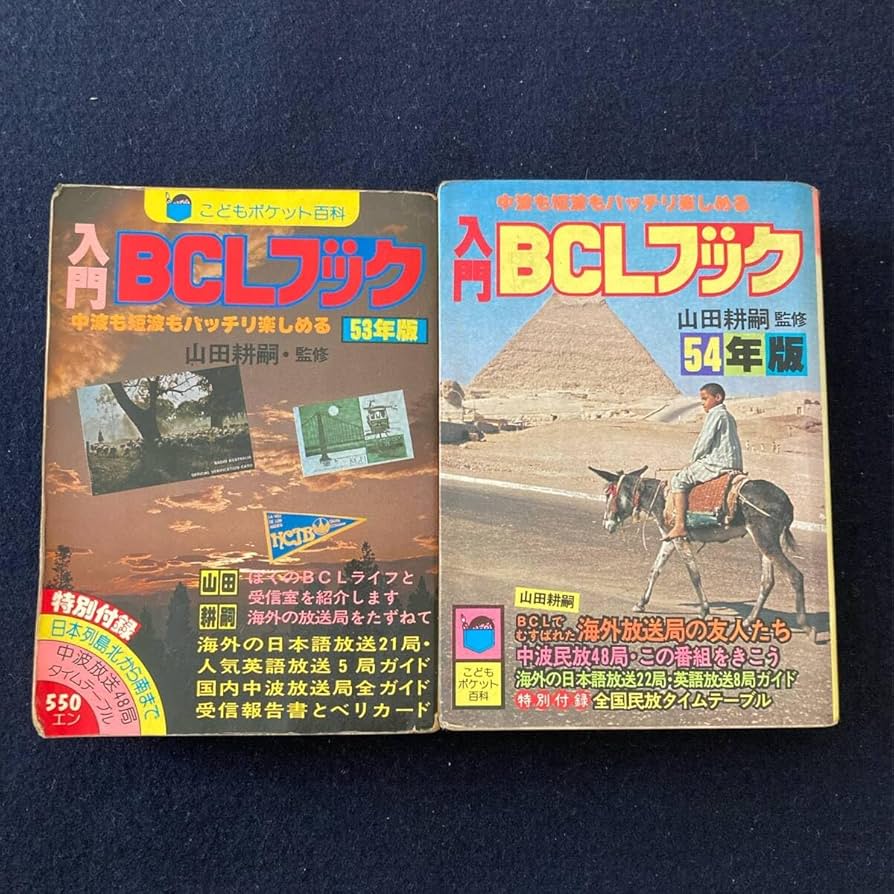 こどもポケット百科
入門 BCLブック
中波も短波もバッチリ楽しめる
53年版
山田耕嗣・監修
RADIO AUSTRALIA
OFFICIAL VERIFICATION CARD
HCJB
山田耕嗣
ぼくのBCLライフと
受信室を紹介します
海外の放送局をたずねて
特別付録
日本列島北から南まで
中波放送48局
タイムテーブル
550エン
海外の日本語放送21局・
人気英語放送5局ガイド
国内中波放送局全ガイド
受信報告書とベリカード
中波も短波もバッチリ楽しめる
入門 BCLブック
山田耕嗣 監修
54年版
山田耕嗣
BCLで
むすばれた 海外放送局の友人たち
中波民放48局・この番組をきこう
海外の日本語放送22局・英語放送8局ガイド
特別付録 全国民放タイムテーブル
こども
ポケット
百科